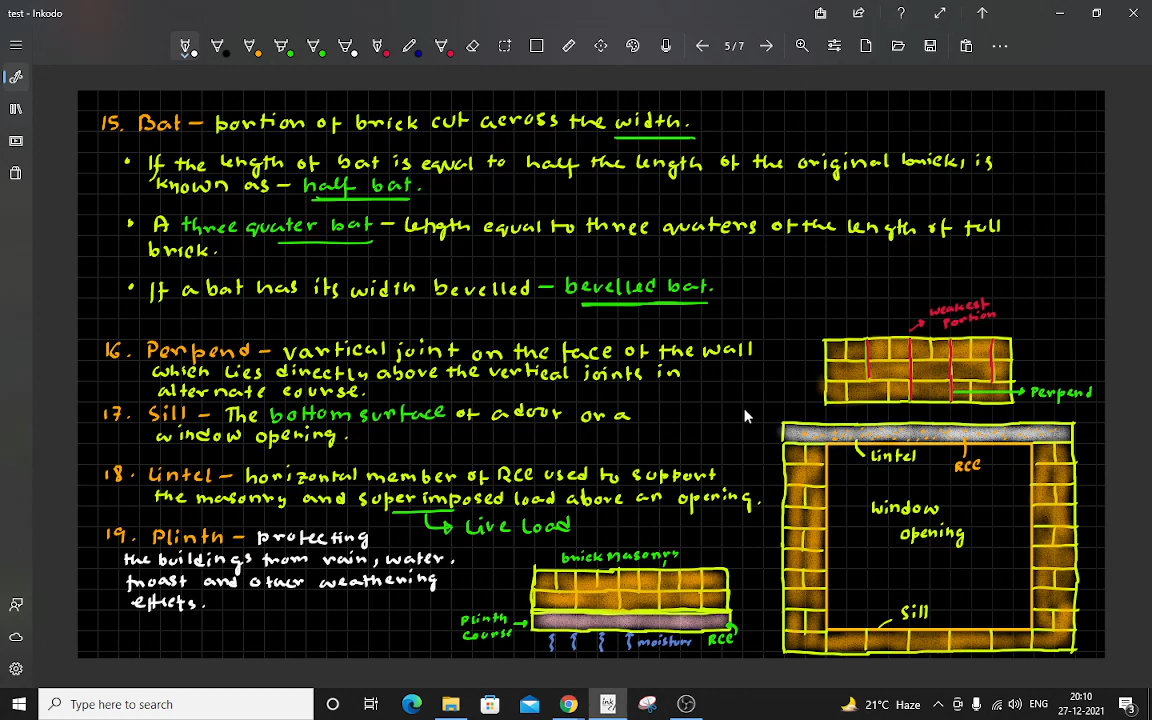 test - Inkodo
5/7
15. Bat - portion of brick cut across the width.
• If the length of bat is equal to half the length of the original brick, is
known as - half bat.
• A three quater bat - length equal to three quaters of the length of full
brick.
• If a bat has its width bevelled - bevelled bat.
Weakest
Portion
16. Perpend - vartical joint on the face of the wall
which lies directly above the vertical joints in
alternate course.
Perpend
17. Sill - The bottom surface of a door or a
window opening.
Lintel
RCC
18. Lintel - horizontal member of RCC used to support
the masonry and superimposed load above an opening.
Live load
window
opening
19. Plinth - protecting
the buildings from rain, water.
moast and other weathering
effects.
brick masonry
Plinth
course
moisture
RCC
Sill
Type here to search
21°C Haze
ENG
20:10
27-12-2021
3